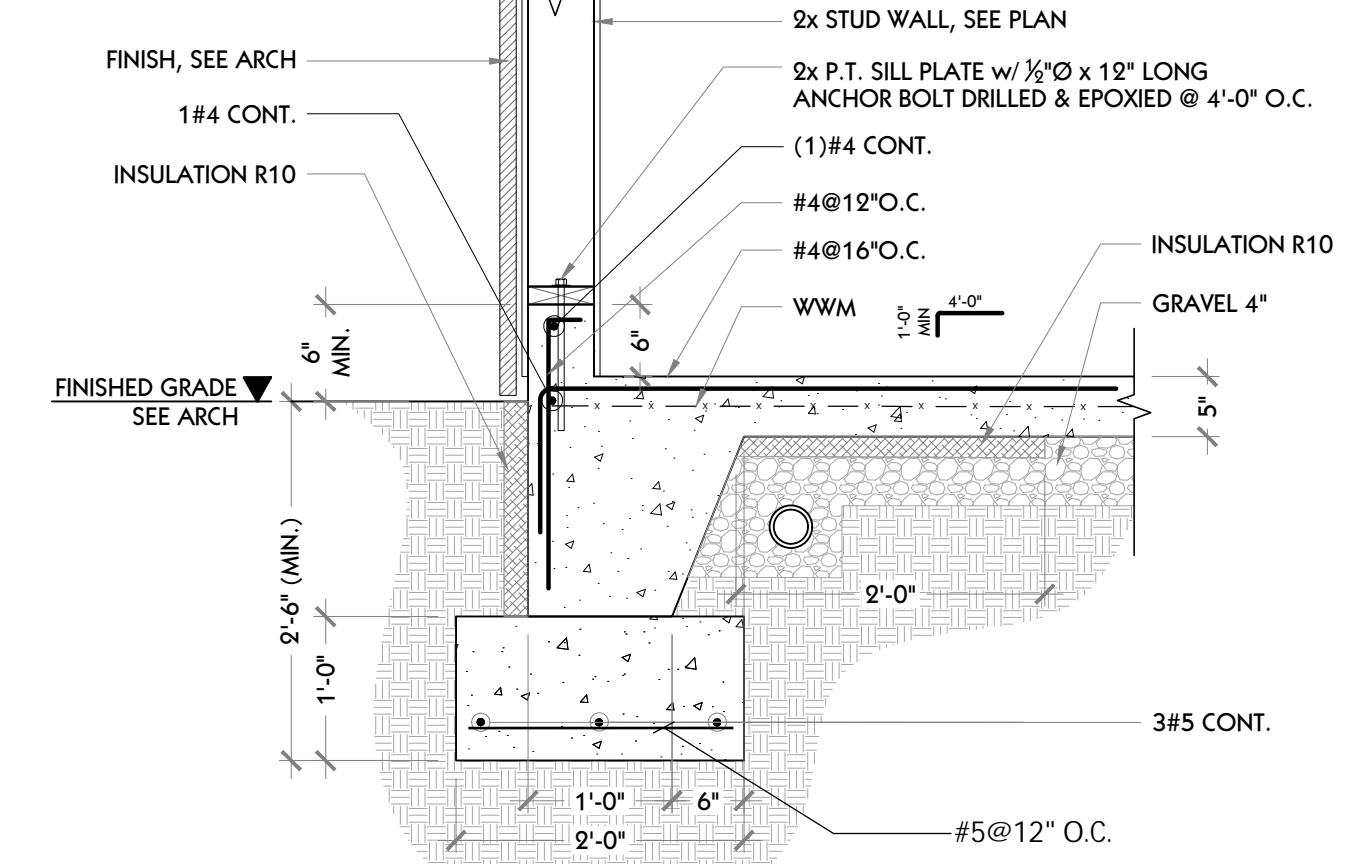 2x STUD WALL, SEE PLAN
FINISH, SEE ARCH
2x P.T. SILL PLATE w/ ½"Ø x 12" LONG
ANCHOR BOLT DRILLED & EPOXIED @ 4'-0" O.C.
1#4 CONT.
(1)#4 CONT.
INSULATION R10
#4@12"O.C.
#4@16"O.C.
INSULATION R10
WWM
4'-0"
1'-0"
MIN
GRAVEL 4"
6"
MIN.
6"
FINISHED GRADE
SEE ARCH
5"
x x x x x x x x x
2'-6" (MIN.)
2'-0"
1'-0"
3#5 CONT.
1'-0"
6"
2'-0"
#5@12" O.C.